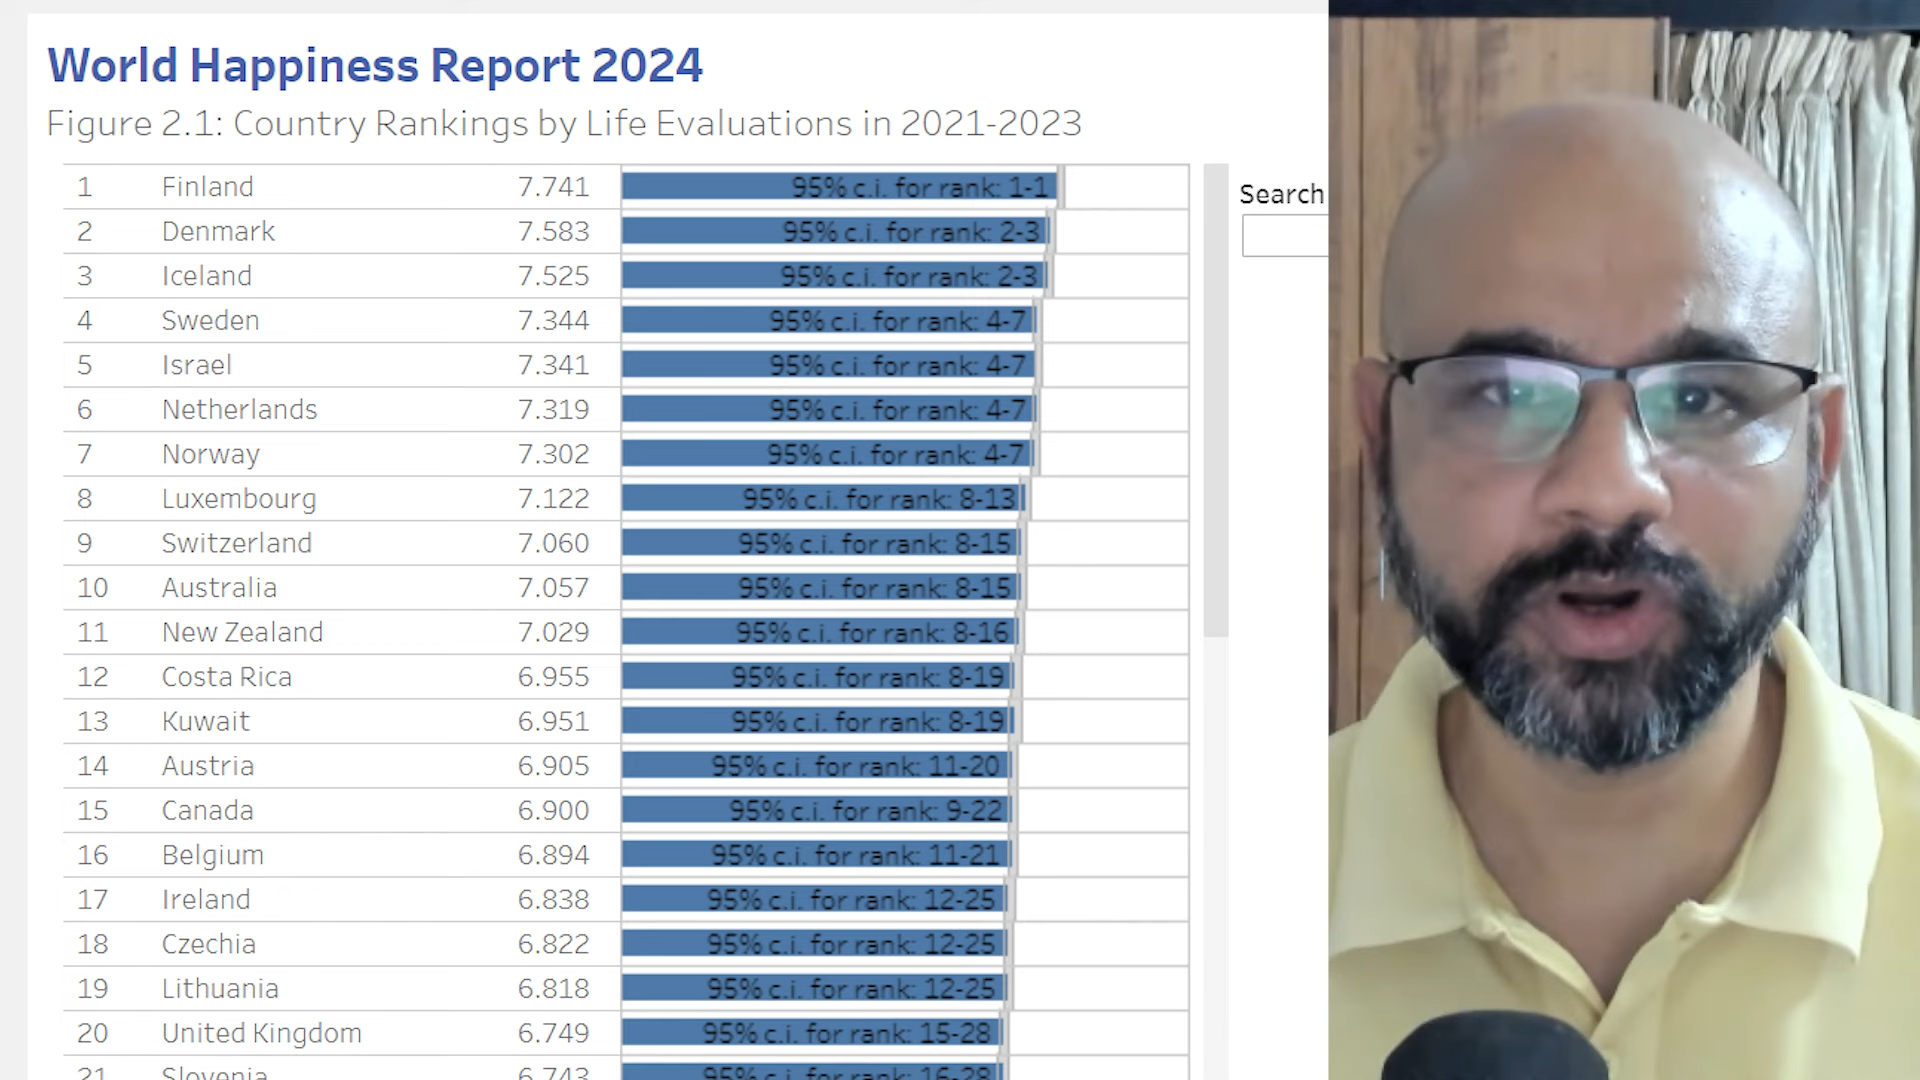 World Happiness Report 2024
Figure 2.1: Country Rankings by Life Evaluations in 2021-2023
Search
1 Finland 7.741 95% c.i. for rank: 1-1
2 Denmark 7.583 95% c.i. for rank: 2-3
3 Iceland 7.525 95% c.i. for rank: 2-3
4 Sweden 7.344 95% c.i. for rank: 4-7
5 Israel 7.341 95% c.i. for rank: 4-7
6 Netherlands 7.319 95% c.i. for rank: 4-7
7 Norway 7.302 95% c.i. for rank: 4-7
8 Luxembourg 7.122 95% c.i. for rank: 8-13
9 Switzerland 7.060 95% c.i. for rank: 8-15
10 Australia 7.057 95% c.i. for rank: 8-15
11 New Zealand 7.029 95% c.i. for rank: 8-16
12 Costa Rica 6.955 95% c.i. for rank: 8-19
13 Kuwait 6.951 95% c.i. for rank: 8-19
14 Austria 6.905 95% c.i. for rank: 11-20
15 Canada 6.900 95% c.i. for rank: 9-22
16 Belgium 6.894 95% c.i. for rank: 11-21
17 Ireland 6.838 95% c.i. for rank: 12-25
18 Czechia 6.822 95% c.i. for rank: 12-25
19 Lithuania 6.818 95% c.i. for rank: 12-25
20 United Kingdom 6.749 95% c.i. for rank: 15-28
21 Slovenia 6.743 95% c.i. for rank: 16-28